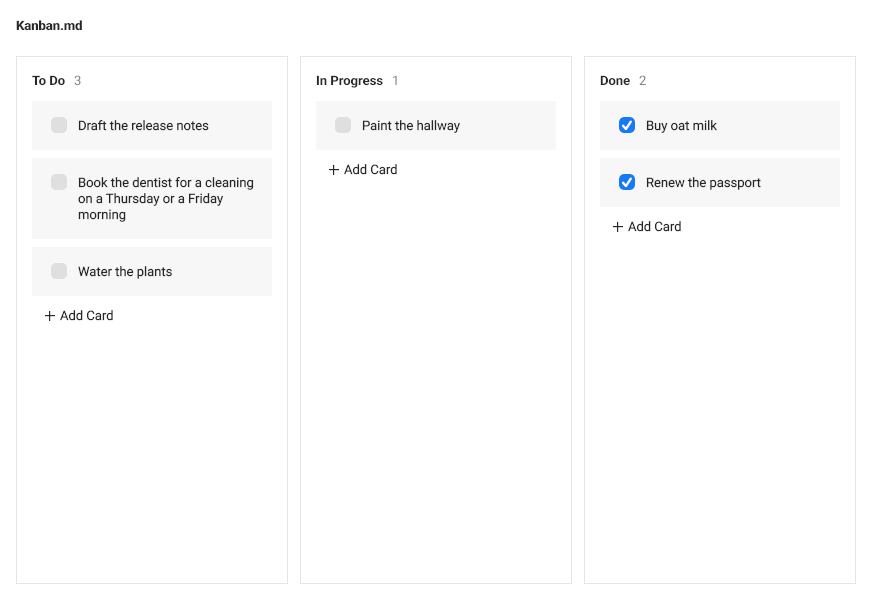 Kanban.md
To Do 3
Draft the release notes
Book the dentist for a cleaning
on a Thursday or a Friday
morning
Water the plants
+ Add Card
In Progress 1
Paint the hallway
+ Add Card
Done 2
Buy oat milk
Renew the passport
+ Add Card